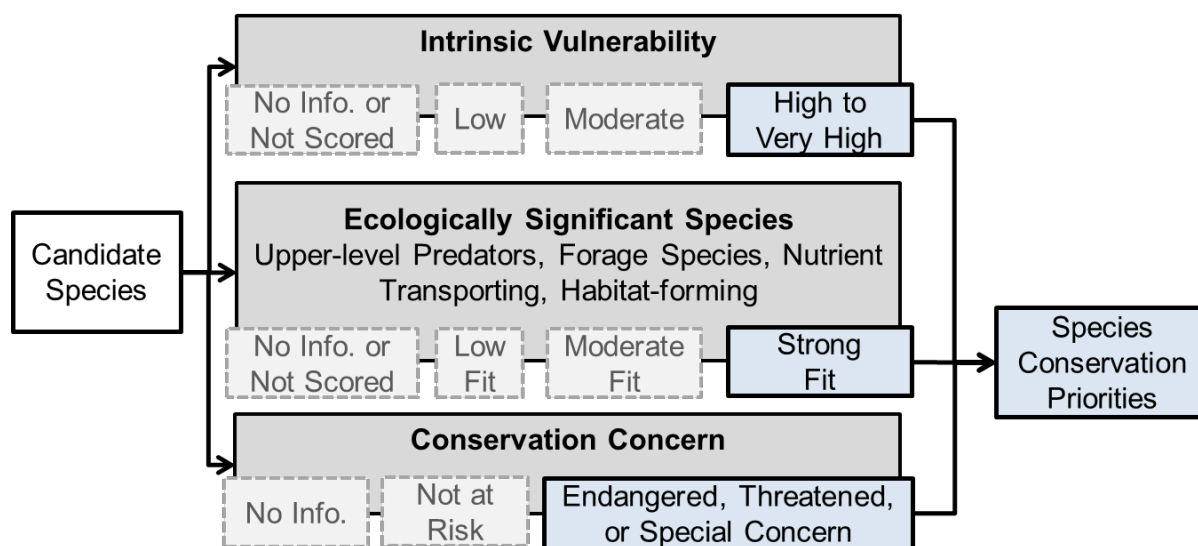 Intrinsic Vulnerability
No Info. or
Not Scored
Low
Moderate
High to
Very High
Candidate
Species
Ecologically Significant Species
Upper-level Predators, Forage Species, Nutrient
Transporting, Habitat-forming
No Info. or
Not Scored
Low
Fit
Moderate
Fit
Strong
Fit
Species
Conservation
Priorities
Conservation Concern
No Info.
Not at
Risk
Endangered, Threatened,
or Special Concern